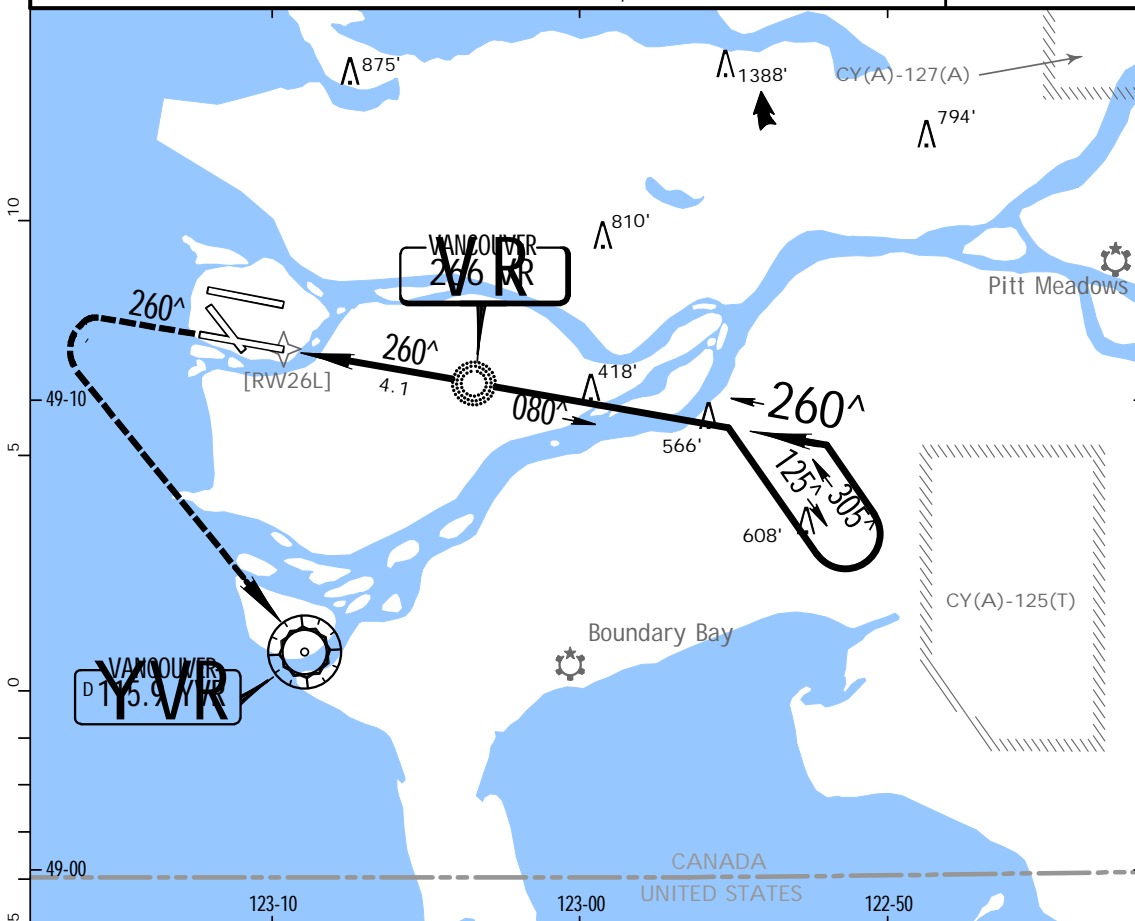 875'
1388'
CY(A)-127(A)
794'
10
810'
VANCOUVER
266 VR
VR
Pitt Meadows
260^
260^
4.1
[RW26L]
418'
080^
260^
49-10
5
566'
125^
305^
608'
CY(A)-125(T)
Boundary Bay
VANCOUVER
D 115.9 YVR
YVR
0
49-00
CANADA
UNITED STATES
123-10
123-00
122-50
5